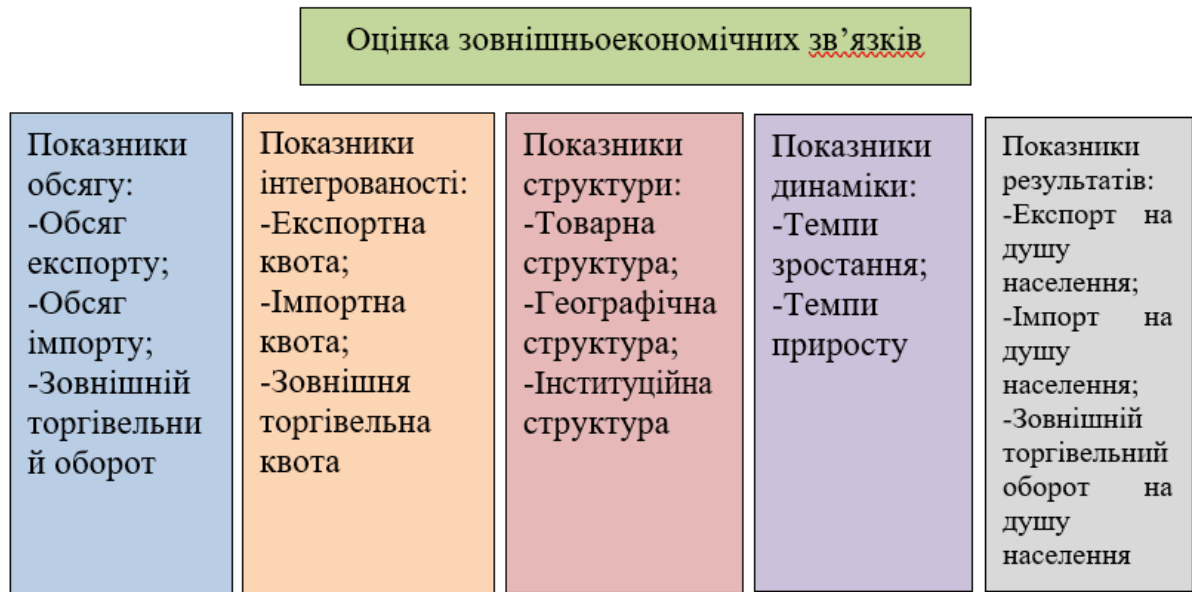 Оцінка зовнішньоекономічних зв’язків
Показники
обсягу:
-Обсяг
експорту;
-Обсяг
імпорту;
-Зовнішній
торгівельни
й оборот
Показники
інтегрованості:
-Експортна
квота;
-Імпортна
квота;
-Зовнішня
торгівельна
квота
Показники
структури:
-Товарна
структура;
-Географічна
структура;
-Інституційна
структура
Показники
динаміки:
-Темпи
зростання;
-Темпи
приросту
Показники
результатів:
-Експорт на
душу
населення;
-Імпорт на
душу
населення;
-Зовнішній
торгівельний
оборот на
душу
населення